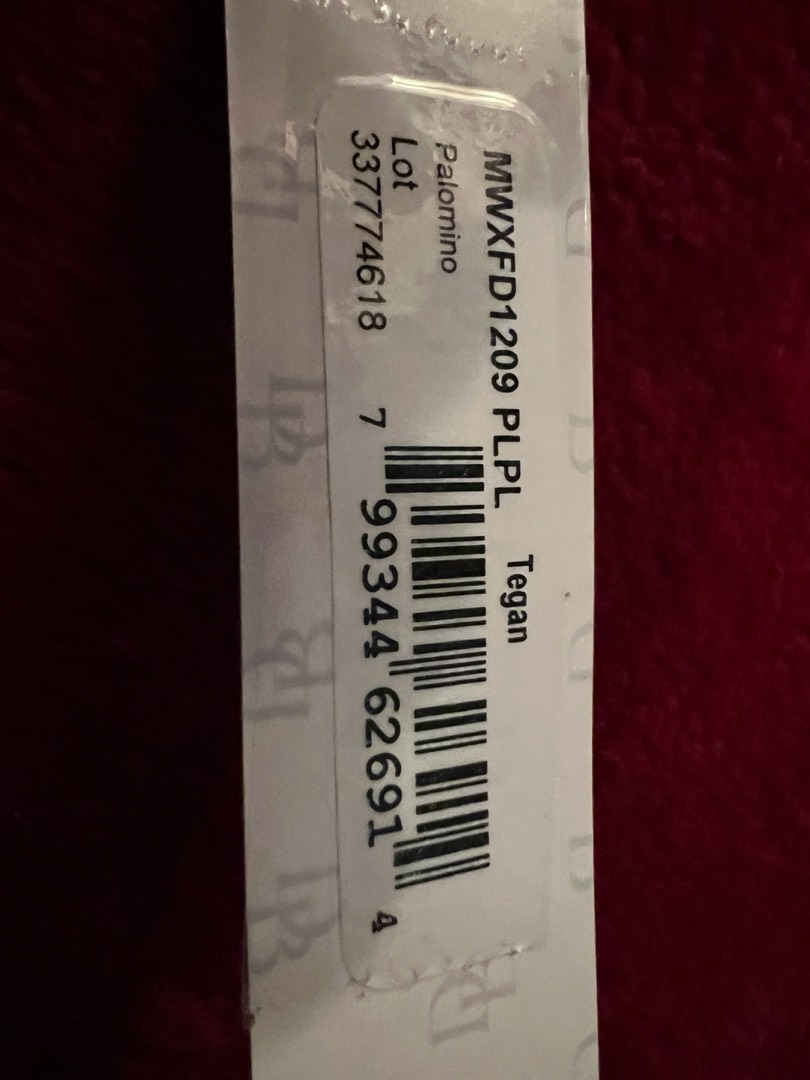 Tegan
MWXFD1209 PLPL
Palomino
Lot
337774618
7 99344 62691 4